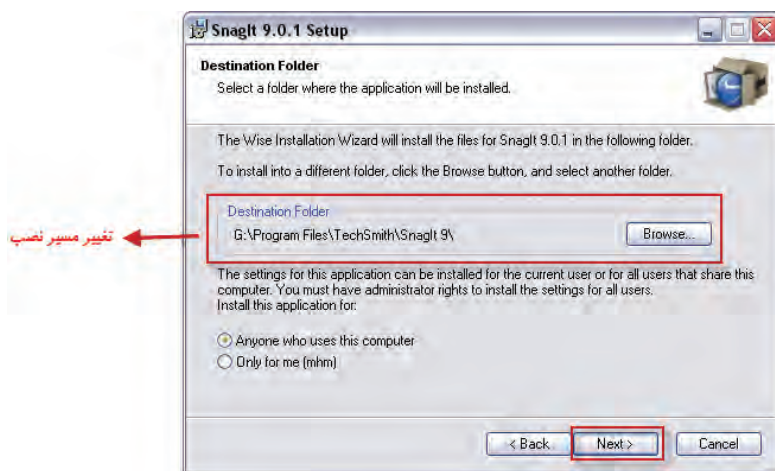 SnagIt 9.0.1 Setup
Destination Folder
Select a folder where the application will be installed.
The Wise Installation Wizard will install the files for SnagIt 9.0.1 in the following folder.
To install into a different folder, click the Browse button, and select another folder.
Destination Folder
G:\Program Files\TechSmith\SnagIt 9\
Browse...
تغییر مسیر نصب
The settings for this application can be installed for the current user or for all users that share this
computer. You must have administrator rights to install the settings for all users.
Install this application for:
Anyone who uses this computer
Only for me (mhm)
< Back
Next >
Cancel